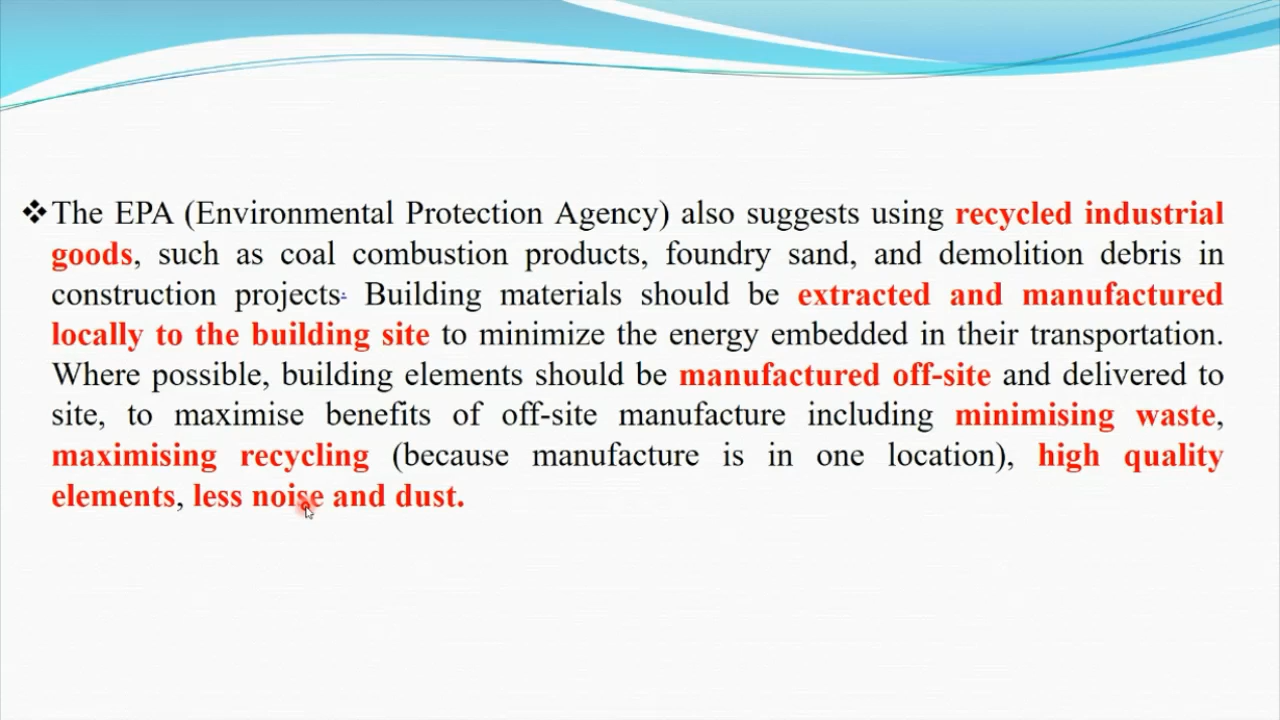 ❖The EPA (Environmental Protection Agency) also suggests using recycled industrial
goods, such as coal combustion products, foundry sand, and demolition debris in
construction projects. Building materials should be extracted and manufactured
locally to the building site to minimize the energy embedded in their transportation.
Where possible, building elements should be manufactured off-site and delivered to
site, to maximise benefits of off-site manufacture including minimising waste,
maximising recycling (because manufacture is in one location), high quality
elements, less noise and dust.